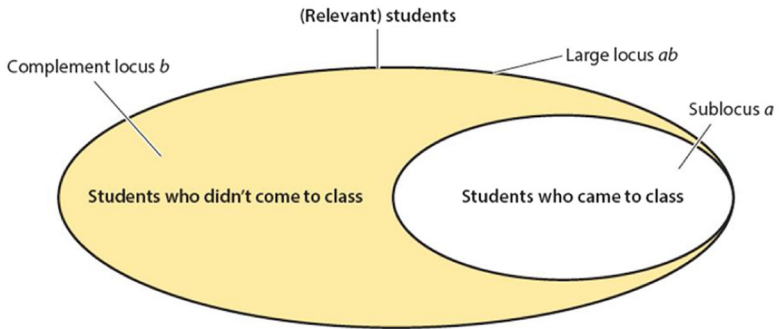 (Relevant) students
Large locus ab
Complement locus b
Sublocus a
Students who didn't come to class
Students who came to class